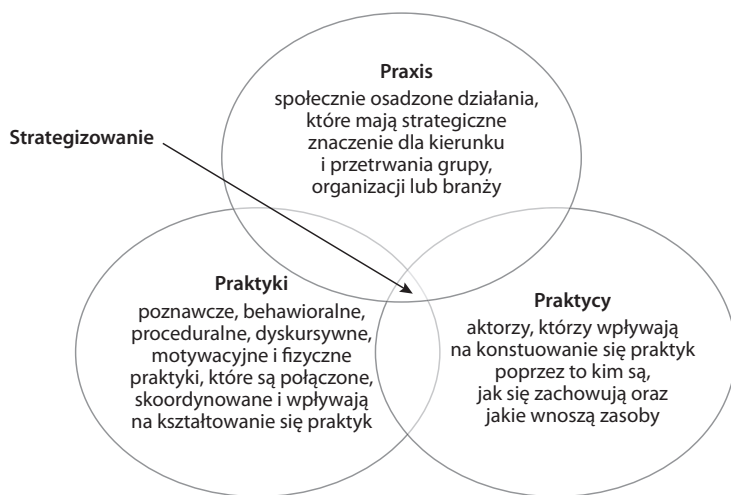 Praxis
społecznie osadzone działania,
które mają strategiczne
znaczenie dla kierunku
i przetrwania grupy,
organizacji lub branży
Strategizowanie
Praktyki
poznawcze, behawioralne,
proceduralne, dyskursywne,
motywacyjne i fizyczne
praktyki, które są połączone,
skoordynowane i wpływają
na kształtowanie się praktyk
Praktycy
aktorzy, którzy wpływają
na konstuowanie się praktyk
poprzez to kim są,
jak się zachowują oraz
jakie wnoszą zasoby